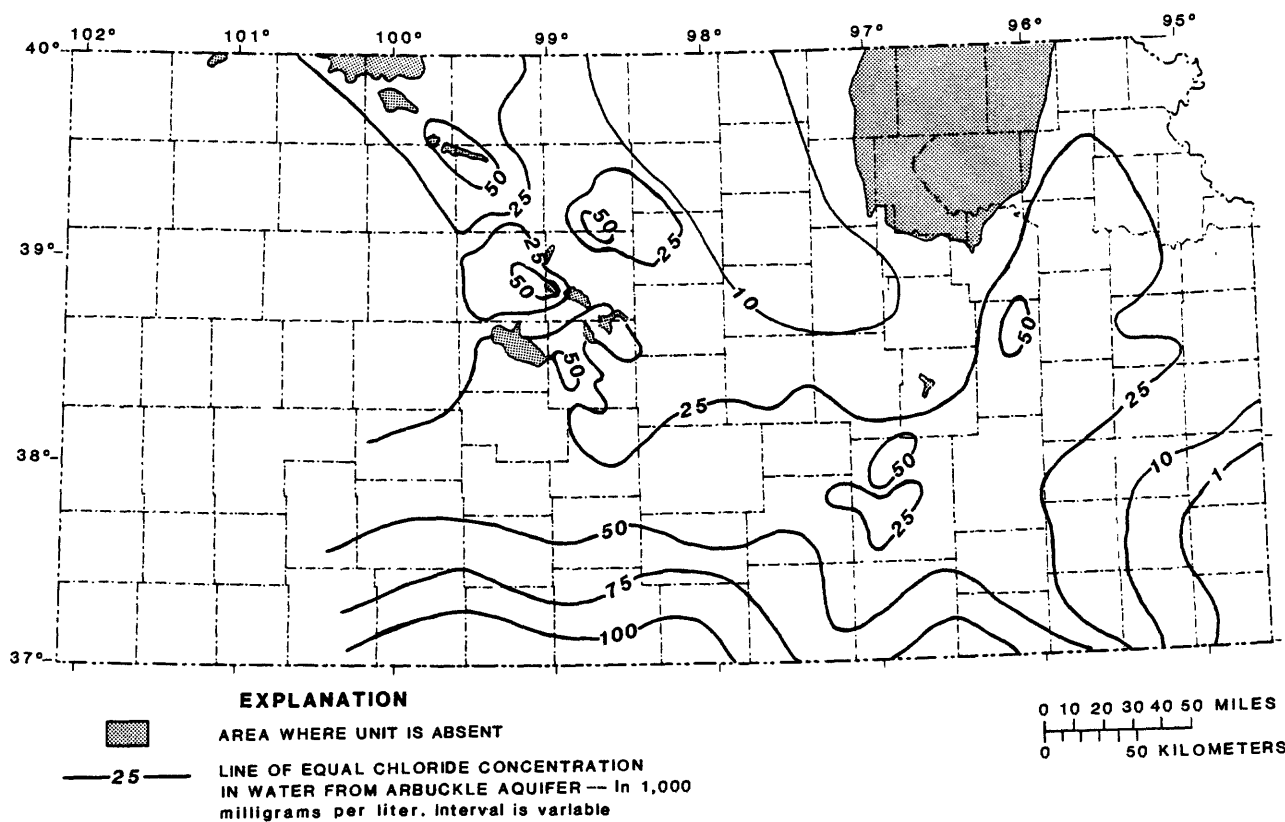 40° 102° 101° 100° 99° 98° 97° 96° 95°
50
25
50
25
39°
25
50
10
50
50
25
25
38°
50
10
1
25
50
75
100
37°
EXPLANATION
AREA WHERE UNIT IS ABSENT
25 LINE OF EQUAL CHLORIDE CONCENTRATION
IN WATER FROM ARBUCKLE AQUIFER -- In 1,000
milligrams per liter. Interval is variable
0 10 20 30 40 50 MILES
0 50 KILOMETERS